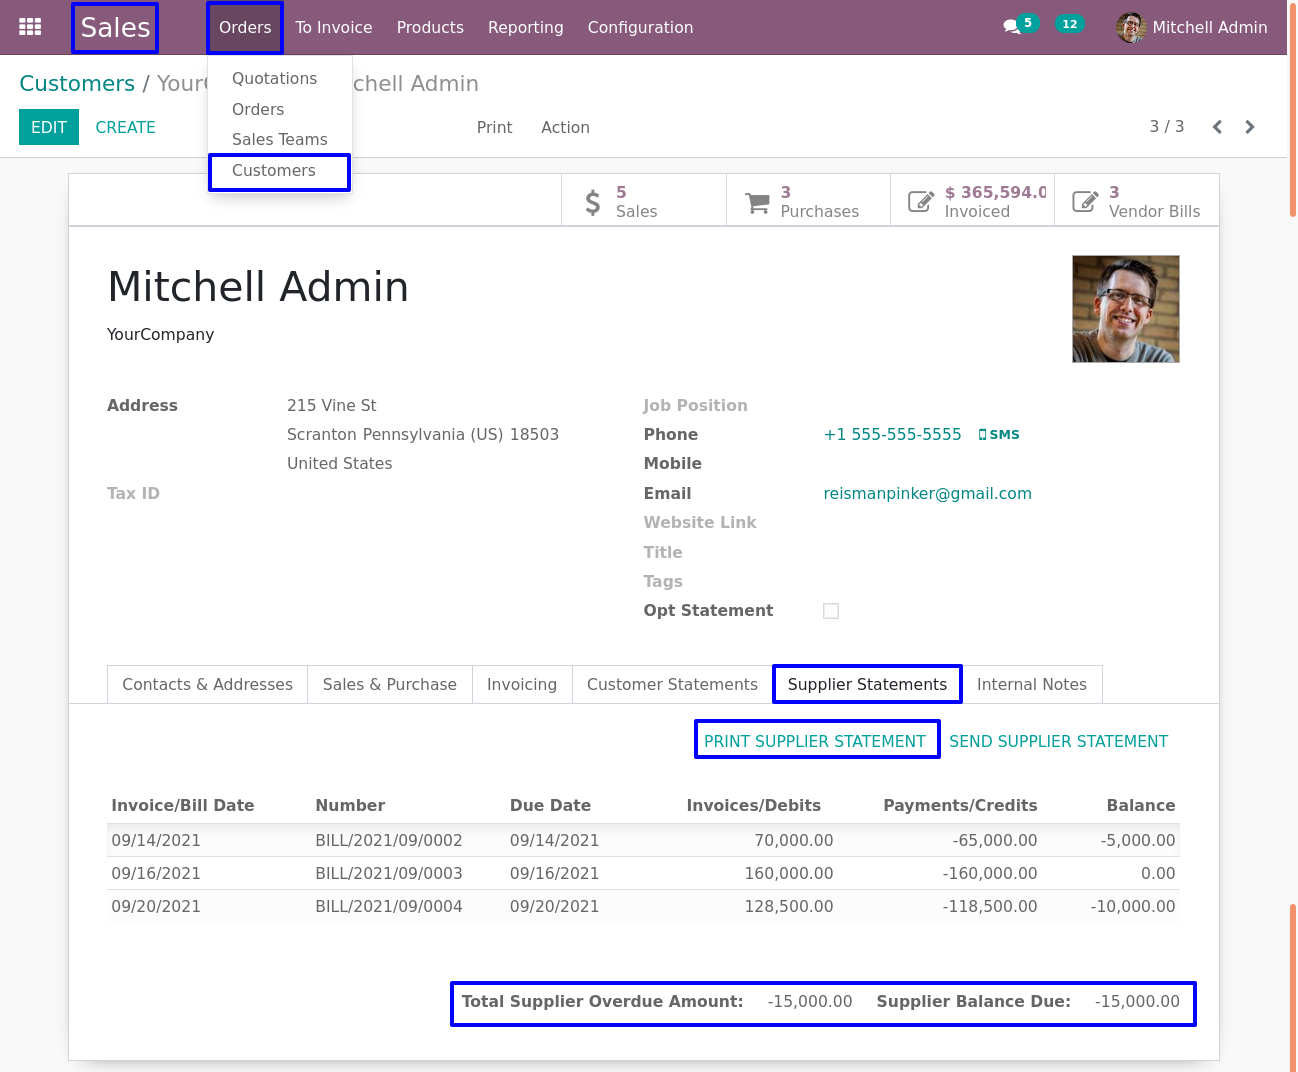 Sales Orders To Invoice Products Reporting Configuration 5 12 Mitchell Admin
Customers / Your chell Admin
Quotations
Orders
Sales Teams
Customers
EDIT CREATE Print Action 3 / 3
5 Sales
3 Purchases
$ 365,594.0 Invoiced
3 Vendor Bills
Mitchell Admin
YourCompany
Address 215 Vine St
Scranton Pennsylvania (US) 18503
United States
Tax ID
Job Position
Phone +1 555-555-5555 SMS
Mobile
Email reismanpinker@gmail.com
Website Link
Title
Tags
Opt Statement
Contacts & Addresses Sales & Purchase Invoicing Customer Statements Supplier Statements Internal Notes
PRINT SUPPLIER STATEMENT SEND SUPPLIER STATEMENT
Invoice/Bill Date Number Due Date Invoices/Debits Payments/Credits Balance
09/14/2021 BILL/2021/09/0002 09/14/2021 70,000.00 -65,000.00 -5,000.00
09/16/2021 BILL/2021/09/0003 09/16/2021 160,000.00 -160,000.00 0.00
09/20/2021 BILL/2021/09/0004 09/20/2021 128,500.00 -118,500.00 -10,000.00
Total Supplier Overdue Amount: -15,000.00 Supplier Balance Due: -15,000.00